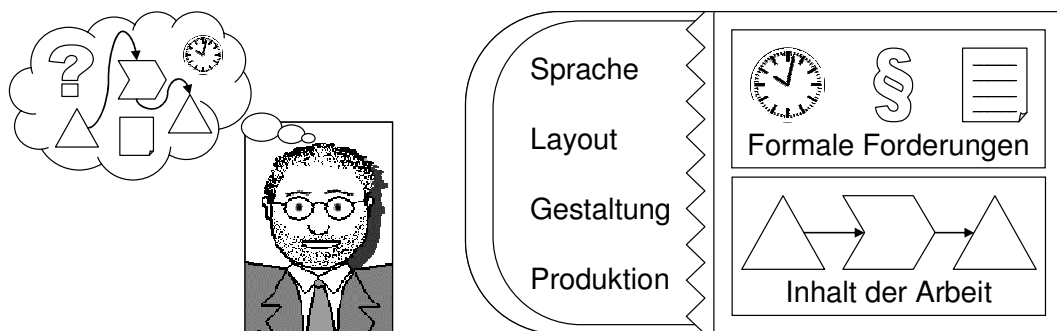 ?
Sprache
Layout
Gestaltung
Produktion
§
Formale Forderungen
Inhalt der Arbeit